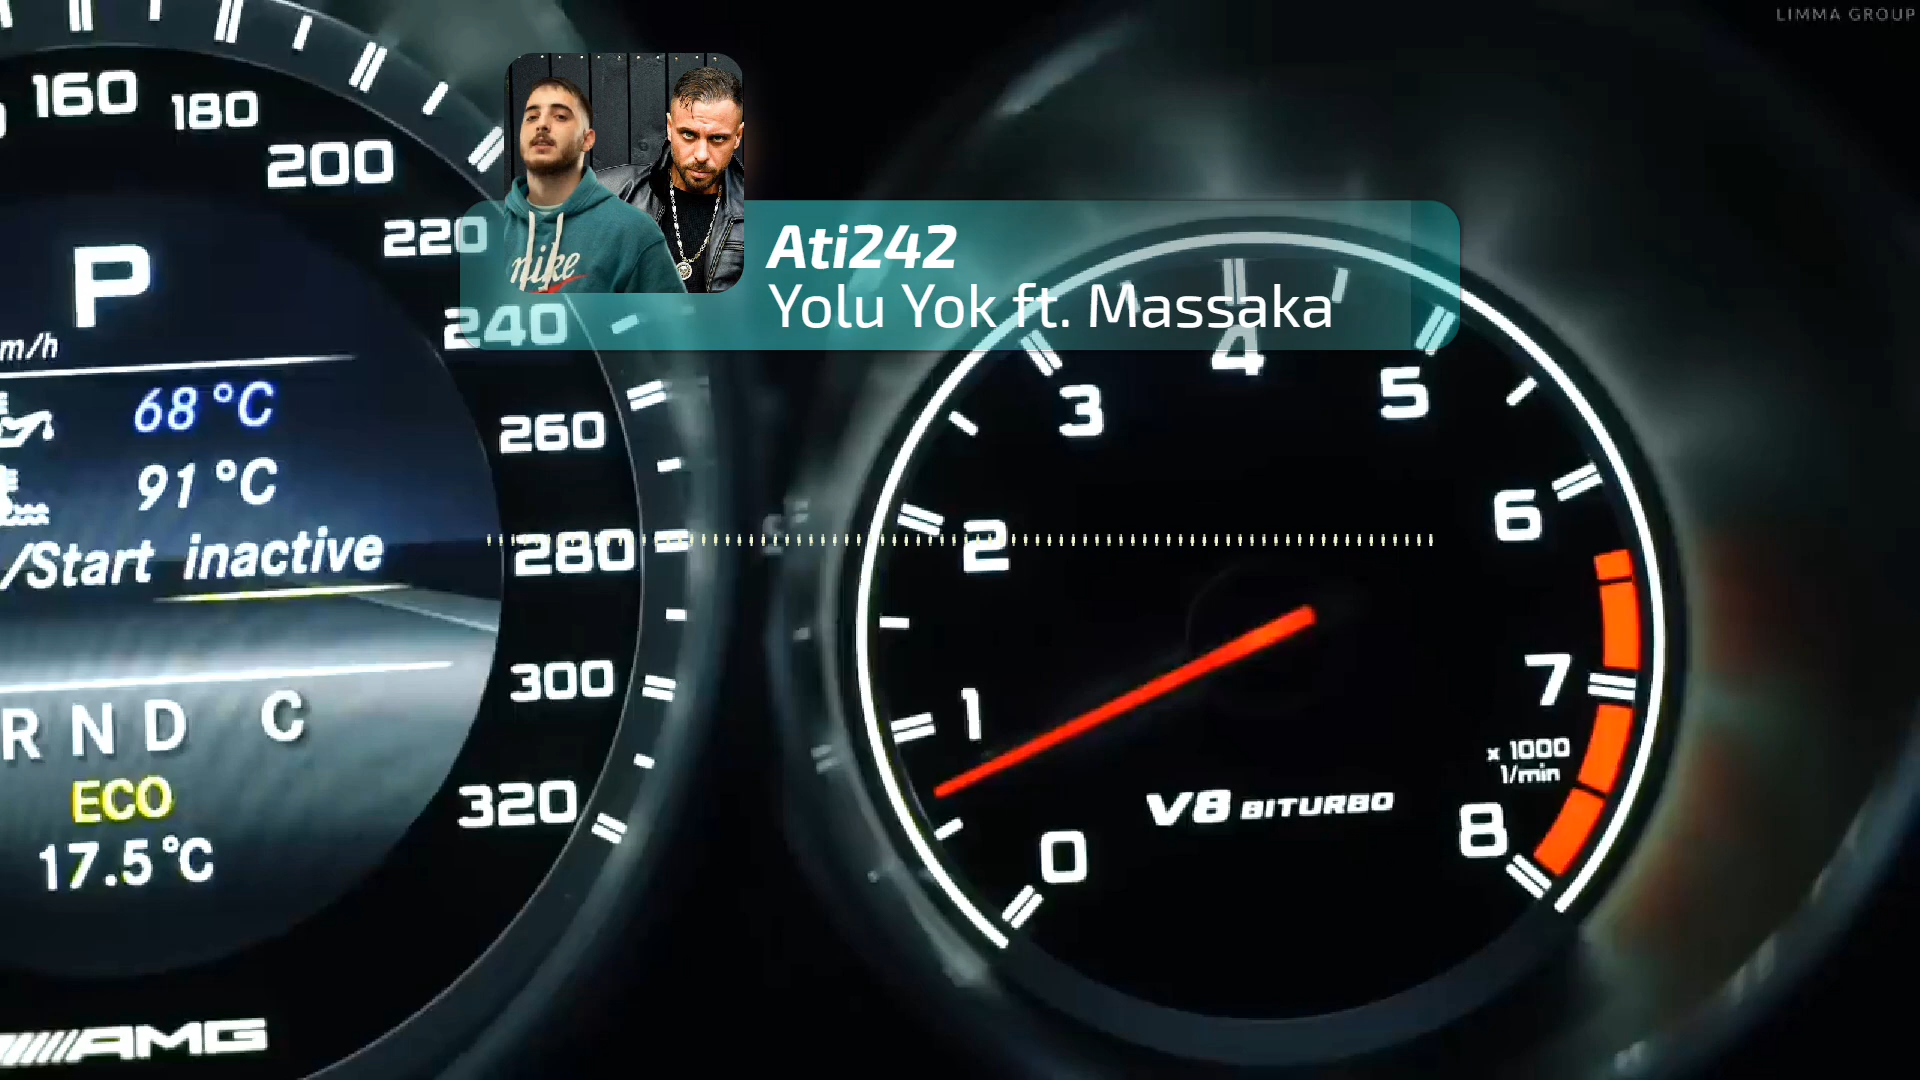 LIMMA GROUP
160
180
200
220
240
260
280
300
320
P
m/h
68°C
91°C
/Start inactive
R N D C
ECO
17.5°C
AMG
nike
Ati242
Yolu Yok ft. Massaka
0
1
2
3
4
5
6
7
8
x 1000
1/min
V8 BITURBO